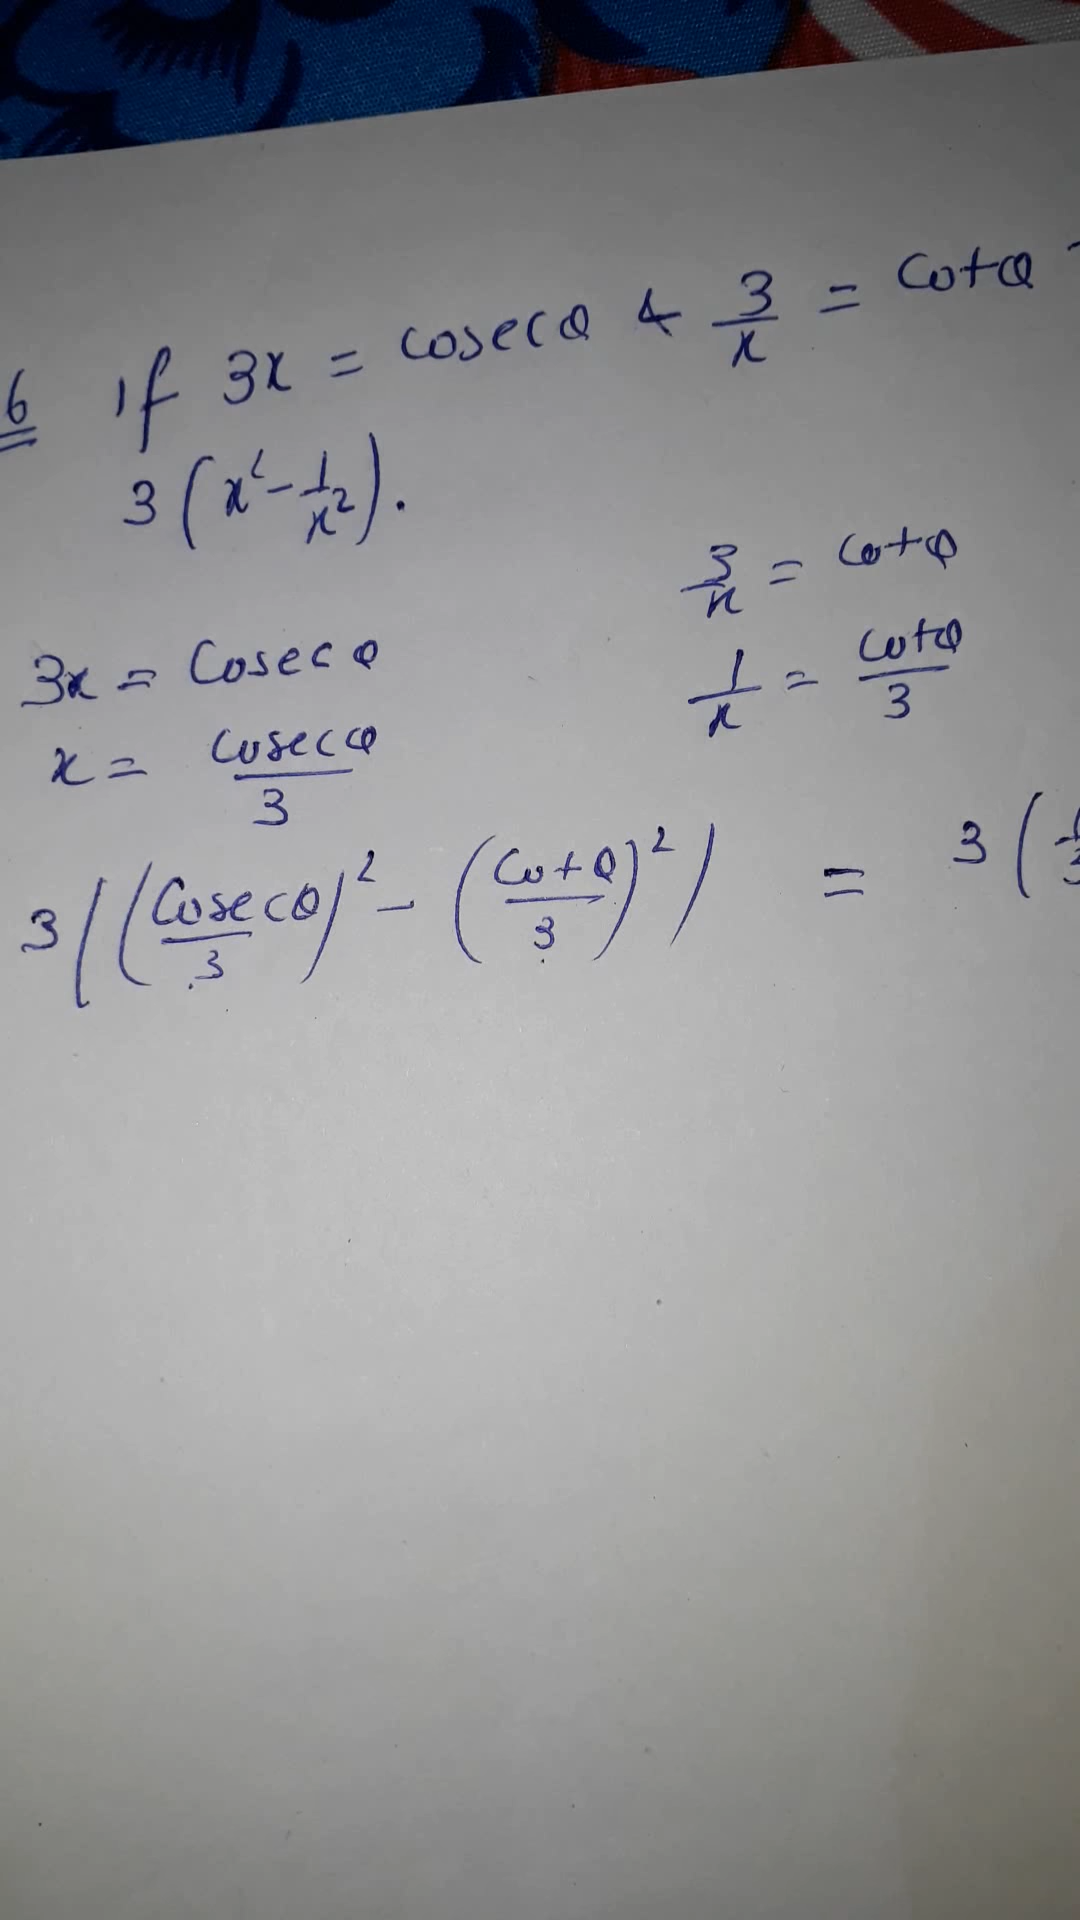 6 If 3x = cosecθ & 3/x = cotθ
3(x² - 1/x²).
3/x = cotθ
3x = Cosecθ
1/x = cotθ/3
x = cosecθ/3
3((Cosecθ/3)² - (Cotθ/3)²) = 3(